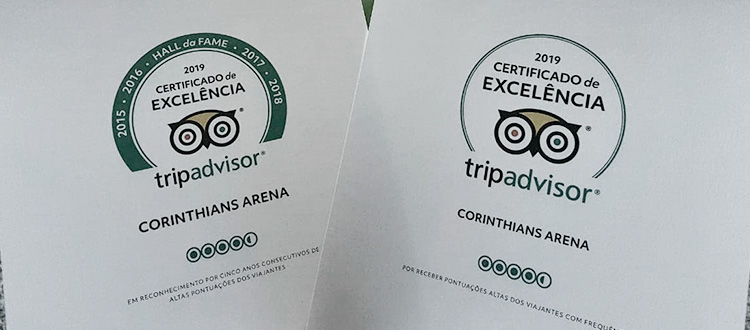 2015 • 2016 • HALL da FAME • 2017 • 2018
2019
CERTIFICADO de
EXCELÊNCIA
tripadvisor®
CORINTHIANS ARENA
EM RECONHECIMENTO POR CINCO ANOS CONSECUTIVOS DE
ALTAS PONTUAÇÕES DOS VIAJANTES
2019
CERTIFICADO de
EXCELÊNCIA
tripadvisor®
CORINTHIANS ARENA
POR RECEBER PONTUAÇÕES ALTAS DOS VIAJANTES COM FREQUÊ